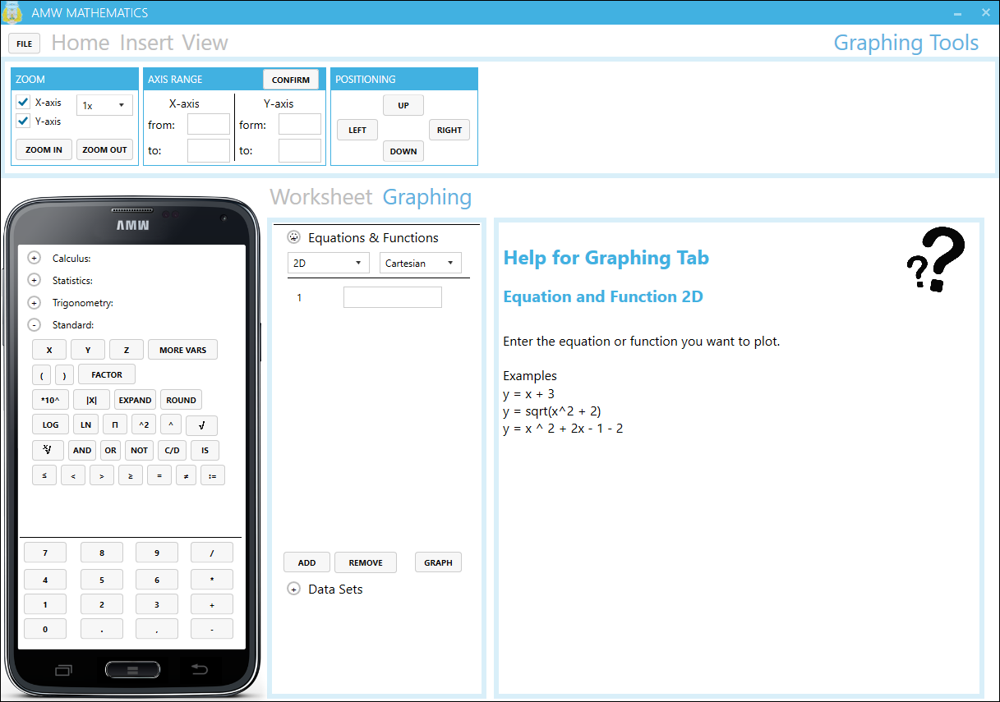 AMW MATHEMATICS
FILE Home Insert View Graphing Tools
ZOOM
X-axis 1x
Y-axis
ZOOM IN ZOOM OUT
AXIS RANGE CONFIRM
X-axis Y-axis
from: form:
to: to:
POSITIONING
UP
LEFT RIGHT
DOWN
AMW
+ Calculus:
+ Statistics:
+ Trigonometry:
- Standard:
X Y Z MORE VARS
( ) FACTOR
*10^ |X| EXPAND ROUND
LOG LN Π ^2 ^ √
x√ AND OR NOT C/D IS
≤ < > ≥ = ≠ :=
7 8 9 /
4 5 6 *
1 2 3 +
0 . , -
Worksheet Graphing
Equations & Functions
2D Cartesian
1
ADD REMOVE GRAPH
+ Data Sets
Help for Graphing Tab
Equation and Function 2D
Enter the equation or function you want to plot.
Examples
y = x + 3
y = sqrt(x^2 + 2)
y = x ^ 2 + 2x - 1 - 2
??